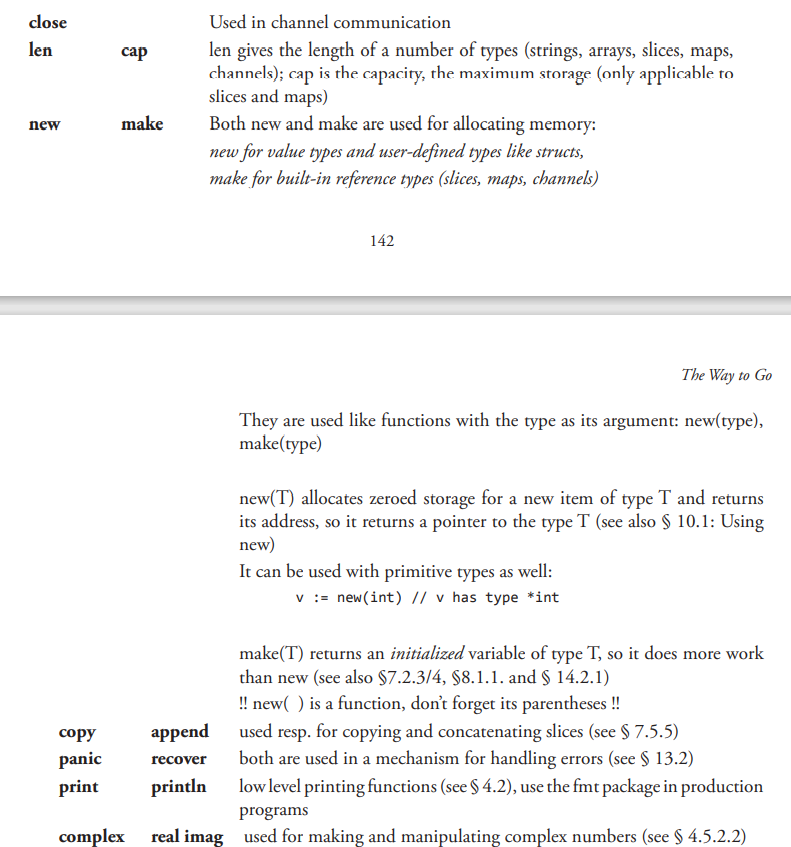 close Used in channel communication
len cap len gives the length of a number of types (strings, arrays, slices, maps,
channels); cap is the capacity, the maximum storage (only applicable to
slices and maps)
new make Both new and make are used for allocating memory:
new for value types and user-defined types like structs,
make for built-in reference types (slices, maps, channels)
142
The Way to Go
They are used like functions with the type as its argument: new(type),
make(type)
new(T) allocates zeroed storage for a new item of type T and returns
its address, so it returns a pointer to the type T (see also § 10.1: Using
new)
It can be used with primitive types as well:
v := new(int) // v has type *int
make(T) returns an initialized variable of type T, so it does more work
than new (see also §7.2.3/4, §8.1.1. and § 14.2.1)
!! new( ) is a function, don’t forget its parentheses !!
copy append used resp. for copying and concatenating slices (see § 7.5.5)
panic recover both are used in a mechanism for handling errors (see § 13.2)
print println low level printing functions (see § 4.2), use the fmt package in production
programs
complex real imag used for making and manipulating complex numbers (see § 4.5.2.2)